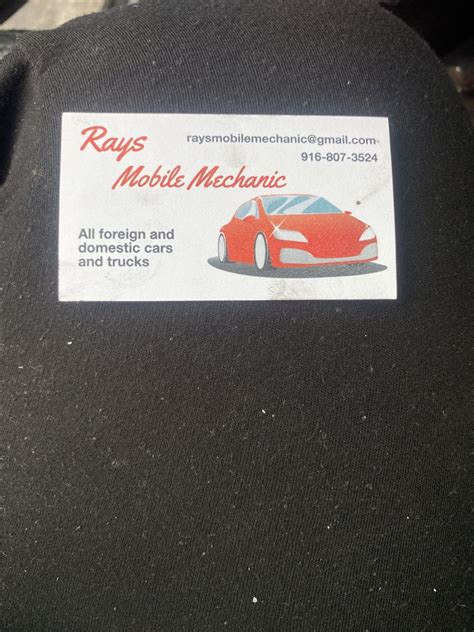 Rays
Mobile Mechanic
raysmobilemechanic@gmail.com
916-807-3524
All foreign and
domestic cars
and trucks